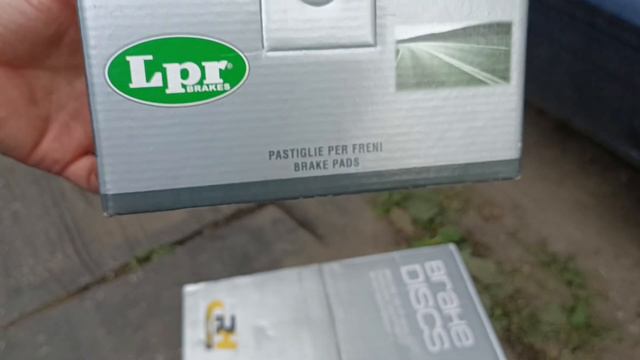 Lpr®
BRAKES
PASTIGLIE PER FRENI
BRAKE PADS
BRAKE
DISCS